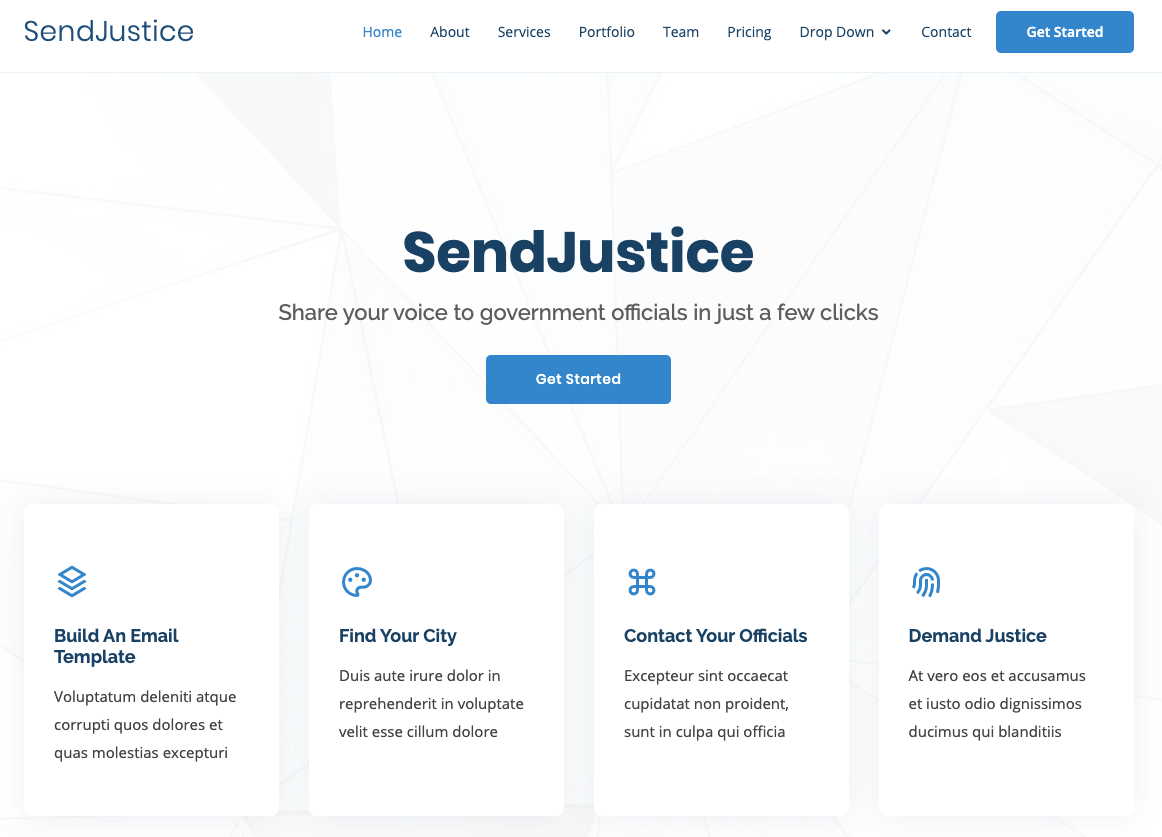 SendJustice
Home About Services Portfolio Team Pricing Drop Down Contact Get Started
SendJustice
Share your voice to government officials in just a few clicks
Get Started
Build An Email
Template
Voluptatum deleniti atque
corrupti quos dolores et
quas molestias excepturi
Find Your City
Duis aute irure dolor in
reprehenderit in voluptate
velit esse cillum dolore
Contact Your Officials
Excepteur sint occaecat
cupidatat non proident,
sunt in culpa qui officia
Demand Justice
At vero eos et accusamus
et iusto odio dignissimos
ducimus qui blanditiis